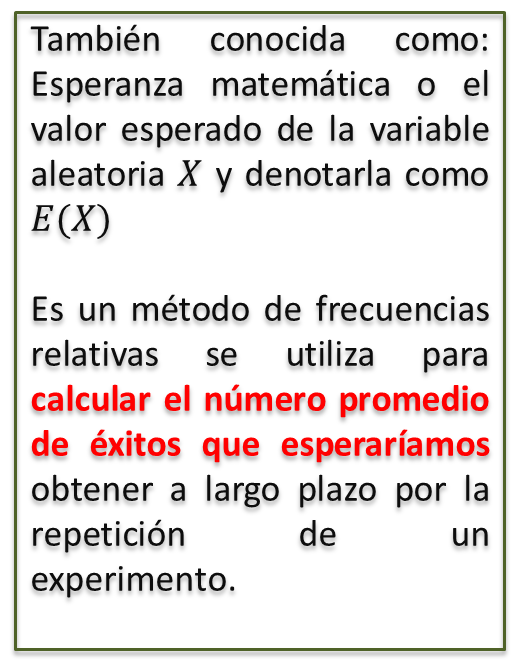 También conocida como:
Esperanza matemática o el
valor esperado de la variable
aleatoria X y denotarla como
E(X)
Es un método de frecuencias
relativas se utiliza para
calcular el número promedio
de éxitos que esperaríamos
obtener a largo plazo por la
repetición de un
experimento.